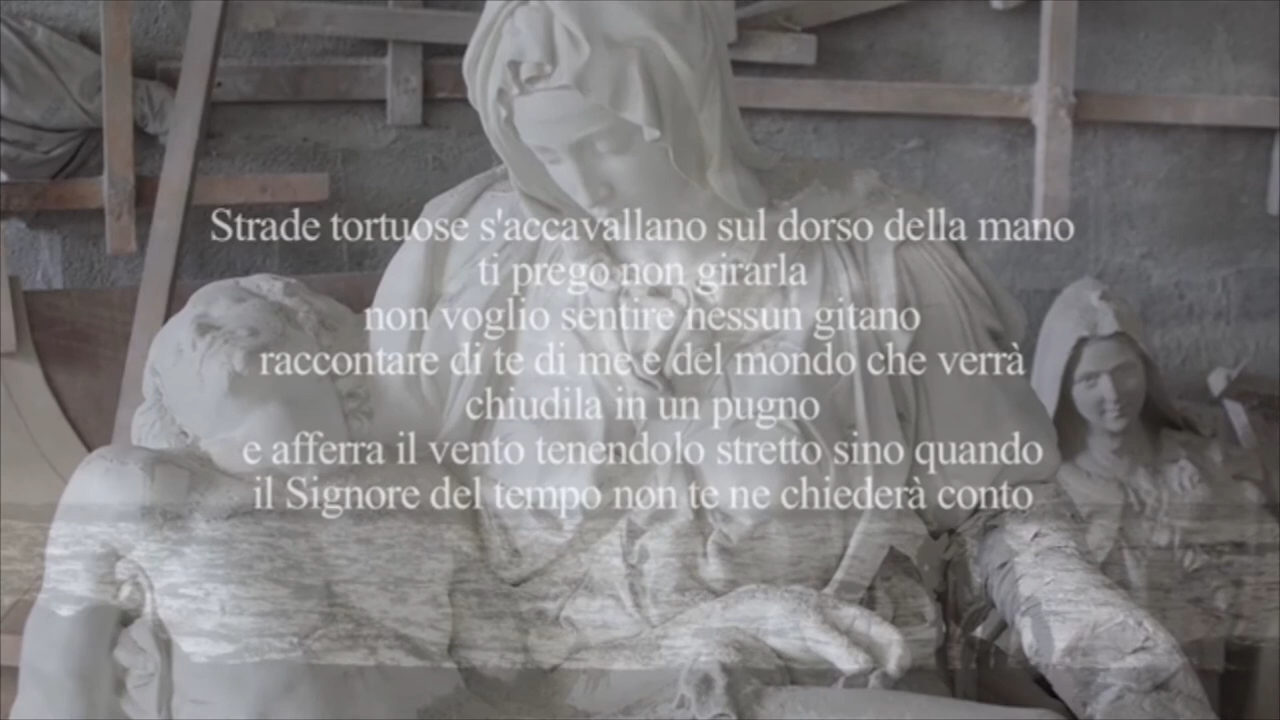 Strade tortuose s'accavallano sul dorso della mano
ti prego non girarla
non voglio sentire nessun gitano
raccontare di te di me e del mondo che verrà
chiudila in un pugno
e afferra il vento tenendolo stretto sino quando
il Signore del tempo non te ne chiederà conto